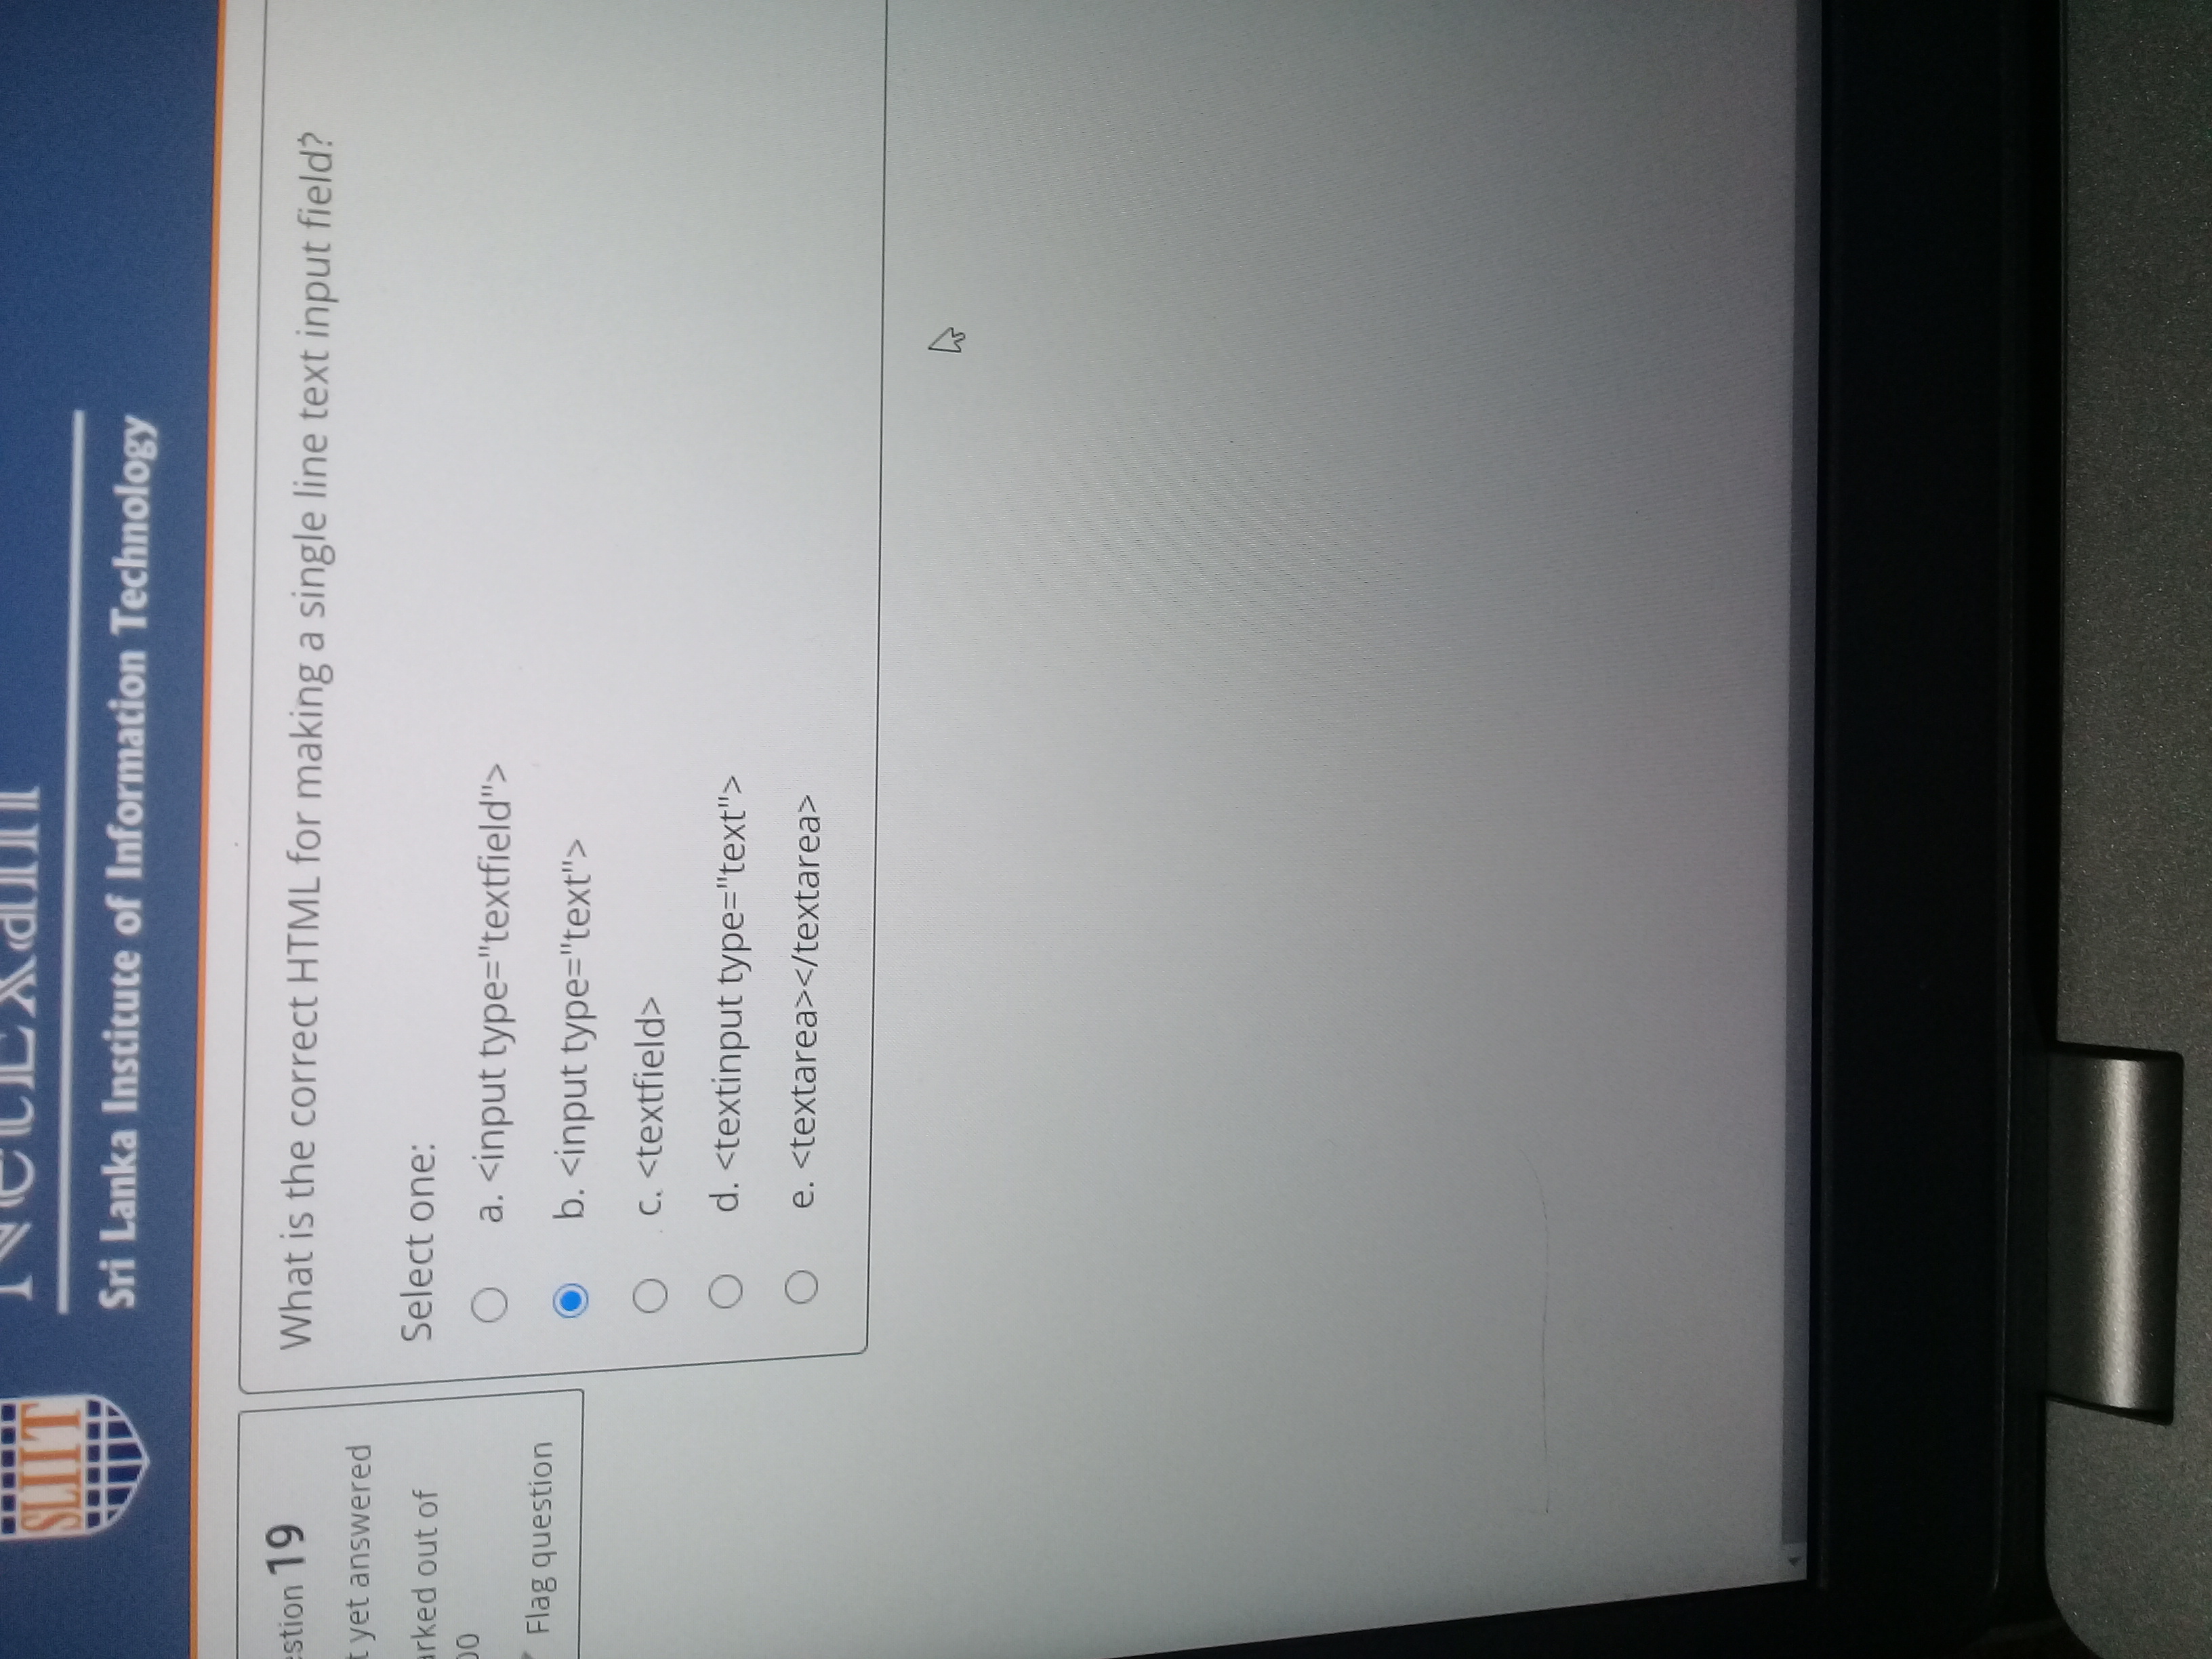 NetExam
SLIIT
Sri Lanka Institute of Information Technology
estion 19
t yet answered
arked out of
00
Flag question
What is the correct HTML for making a single line text input field?
Select one:
a. <input type="textfield">
b. <input type="text">
c. <textfield>
d. <textinput type="text">
e. <textarea></textarea>